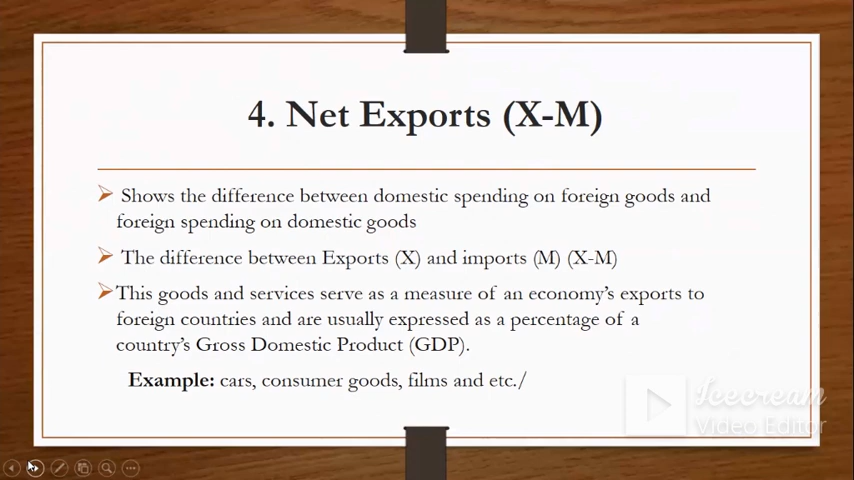 4. Net Exports (X-M)
Shows the difference between domestic spending on foreign goods and
foreign spending on domestic goods
The difference between Exports (X) and imports (M) (X-M)
This goods and services serve as a measure of an economy's exports to
foreign countries and are usually expressed as a percentage of a
country's Gross Domestic Product (GDP).
Example: cars, consumer goods, films and etc./
Icecream
Video Editor